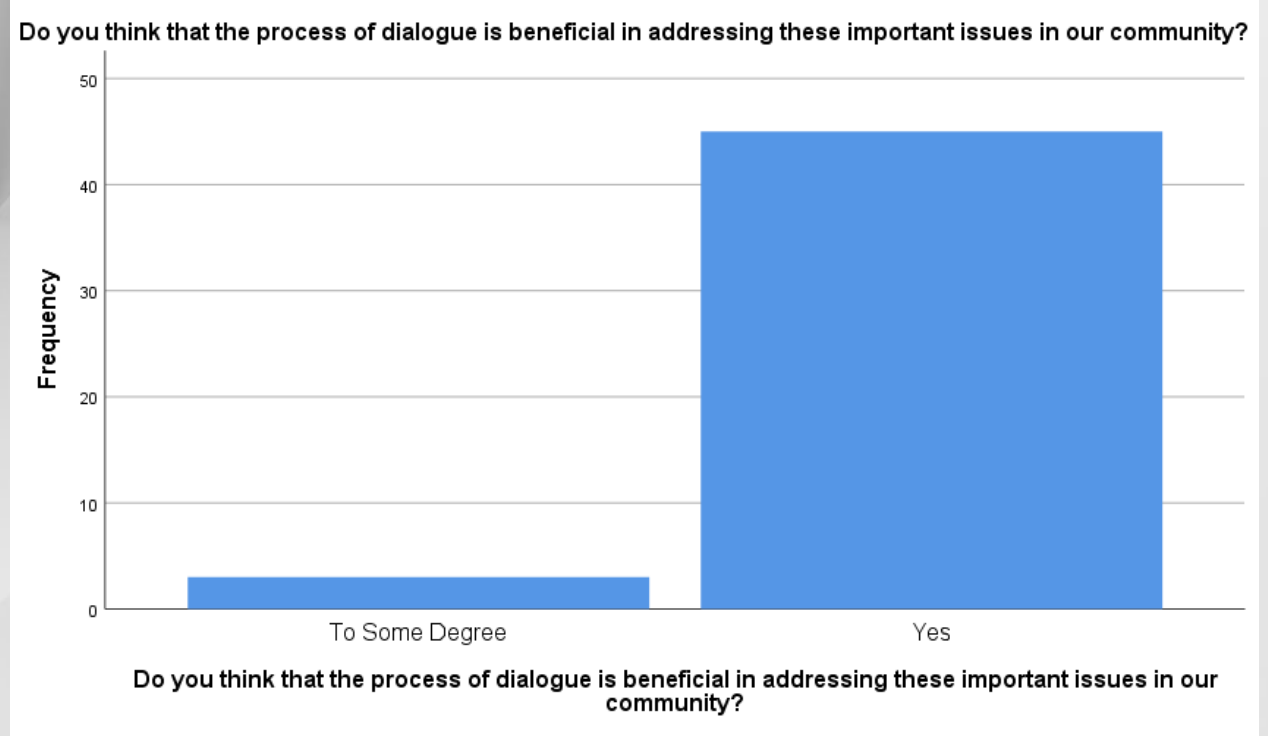 Do you think that the process of dialogue is beneficial in addressing these important issues in our community?
50
40
30
20
10
0
Frequency
To Some Degree
Yes
Do you think that the process of dialogue is beneficial in addressing these important issues in our
community?